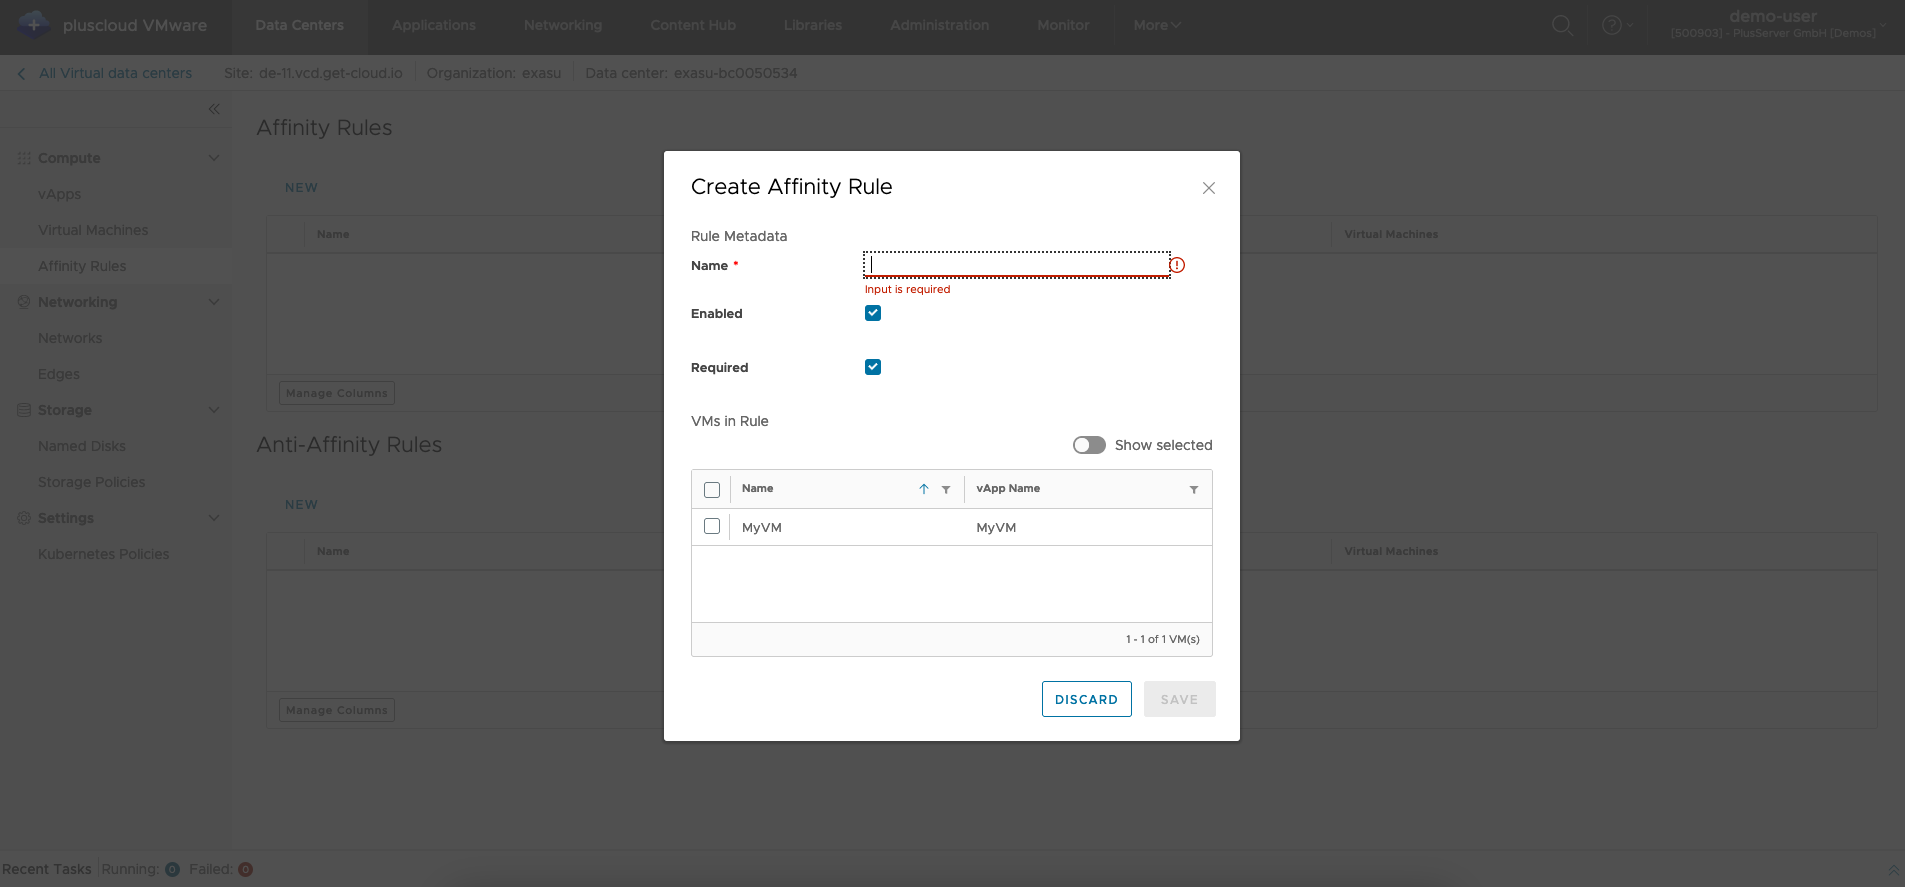 pluscloud VMware
Data Centers
Applications
Networking
Content Hub
Libraries
Administration
Monitor
More
demo-user
[500903] - PlusServer GmbH [Demos]
All Virtual data centers
Site: de-11.vcd.get-cloud.io
Organization: exasu
Data center: exasu-bc0050534
Compute
vApps
Virtual Machines
Affinity Rules
Networking
Networks
Edges
Storage
Named Disks
Storage Policies
Settings
Kubernetes Policies
Affinity Rules
NEW
Name
Virtual Machines
Manage Columns
Anti-Affinity Rules
NEW
Name
Virtual Machines
Manage Columns
Create Affinity Rule
Rule Metadata
Name *
Input is required
Enabled
Required
VMs in Rule
Show selected
Name
vApp Name
MyVM
MyVM
1 - 1 of 1 VM(s)
DISCARD
SAVE
Recent Tasks
Running: 0
Failed: 0